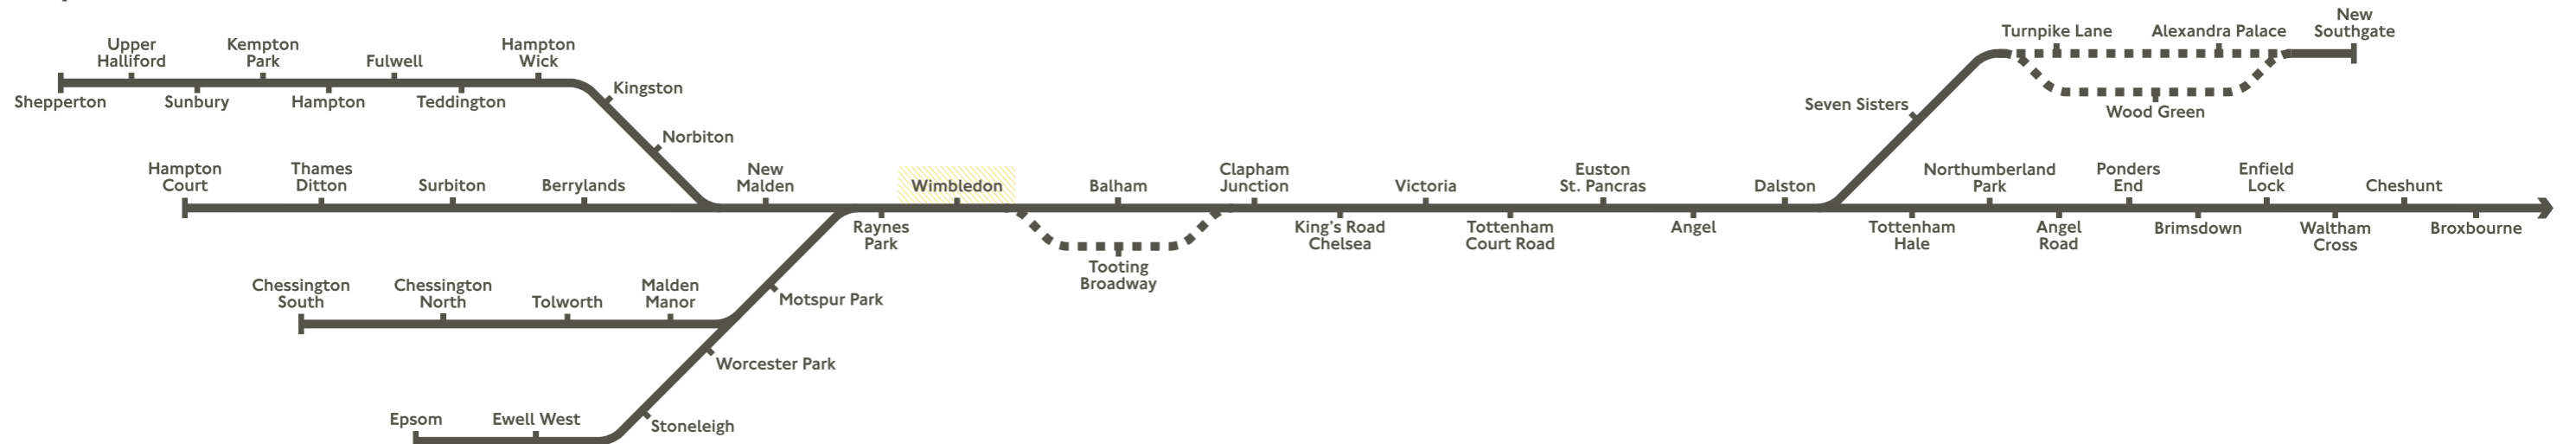 Upper
Halliford
Kempton
Park
Fulwell
Hampton
Wick
Shepperton
Sunbury
Hampton
Teddington
Kingston
Norbiton
Hampton
Court
Thames
Ditton
Surbiton
Berrylands
New
Malden
Raynes
Park
Wimbledon
Balham
Tooting
Broadway
Clapham
Junction
King's Road
Chelsea
Victoria
Tottenham
Court Road
Euston
St. Pancras
Angel
Dalston
Seven Sisters
Turnpike Lane
Alexandra Palace
New
Southgate
Wood Green
Tottenham
Hale
Northumberland
Park
Angel
Road
Ponders
End
Brimsdown
Enfield
Lock
Waltham
Cross
Cheshunt
Broxbourne
Chessington
South
Chessington
North
Tolworth
Malden
Manor
Motspur Park
Worcester Park
Stoneleigh
Epsom
Ewell West